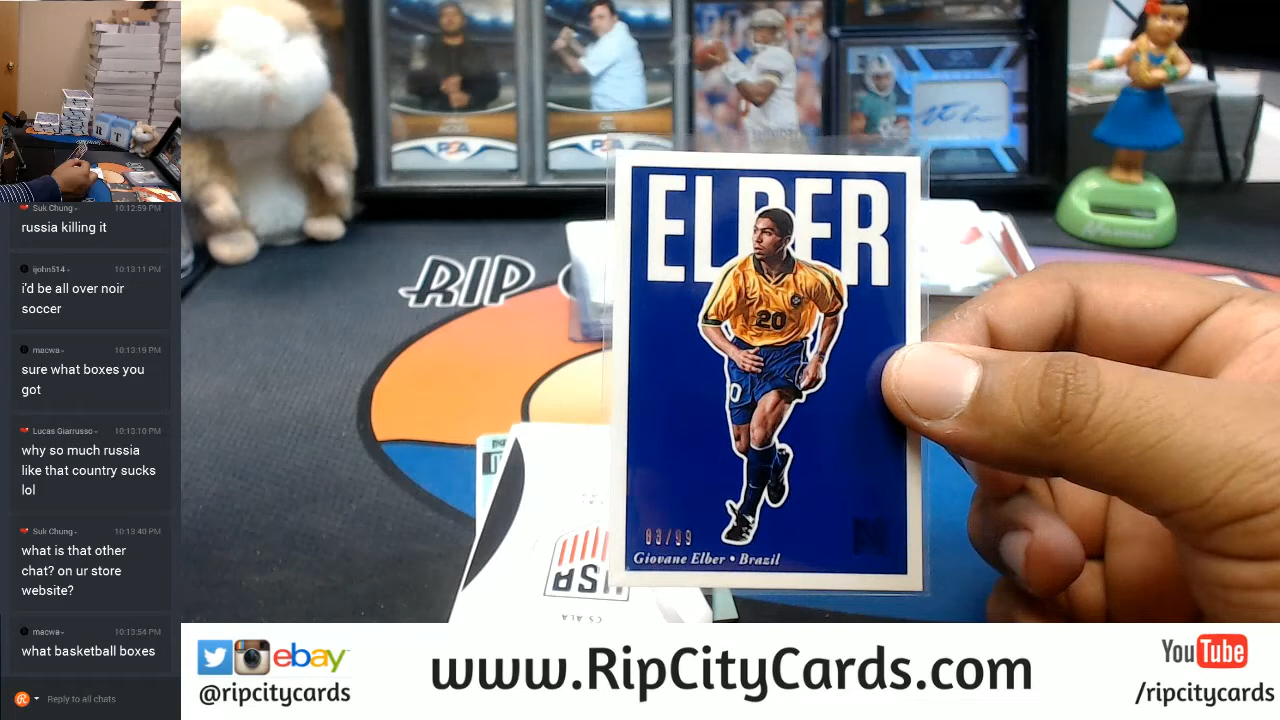 Suk Chung 10:12:59 PM
russia killing it
ijohn514 10:13:11 PM
i'd be all over noir
soccer
macwa 10:13:19 PM
sure what boxes you
got
Lucas Giarrusso 10:13:10 PM
why so much russia
like that country sucks
lol
Suk Chung 10:13:40 PM
what is that other
chat? on ur store
website?
macwa 10:13:54 PM
what basketball boxes
Reply to all chats
RIP
ELBER
20
03/99
Giovane Elber • Brazil
N
USA
ebay
@ripcitycards
www.RipCityCards.com
YouTube
/ripcitycards